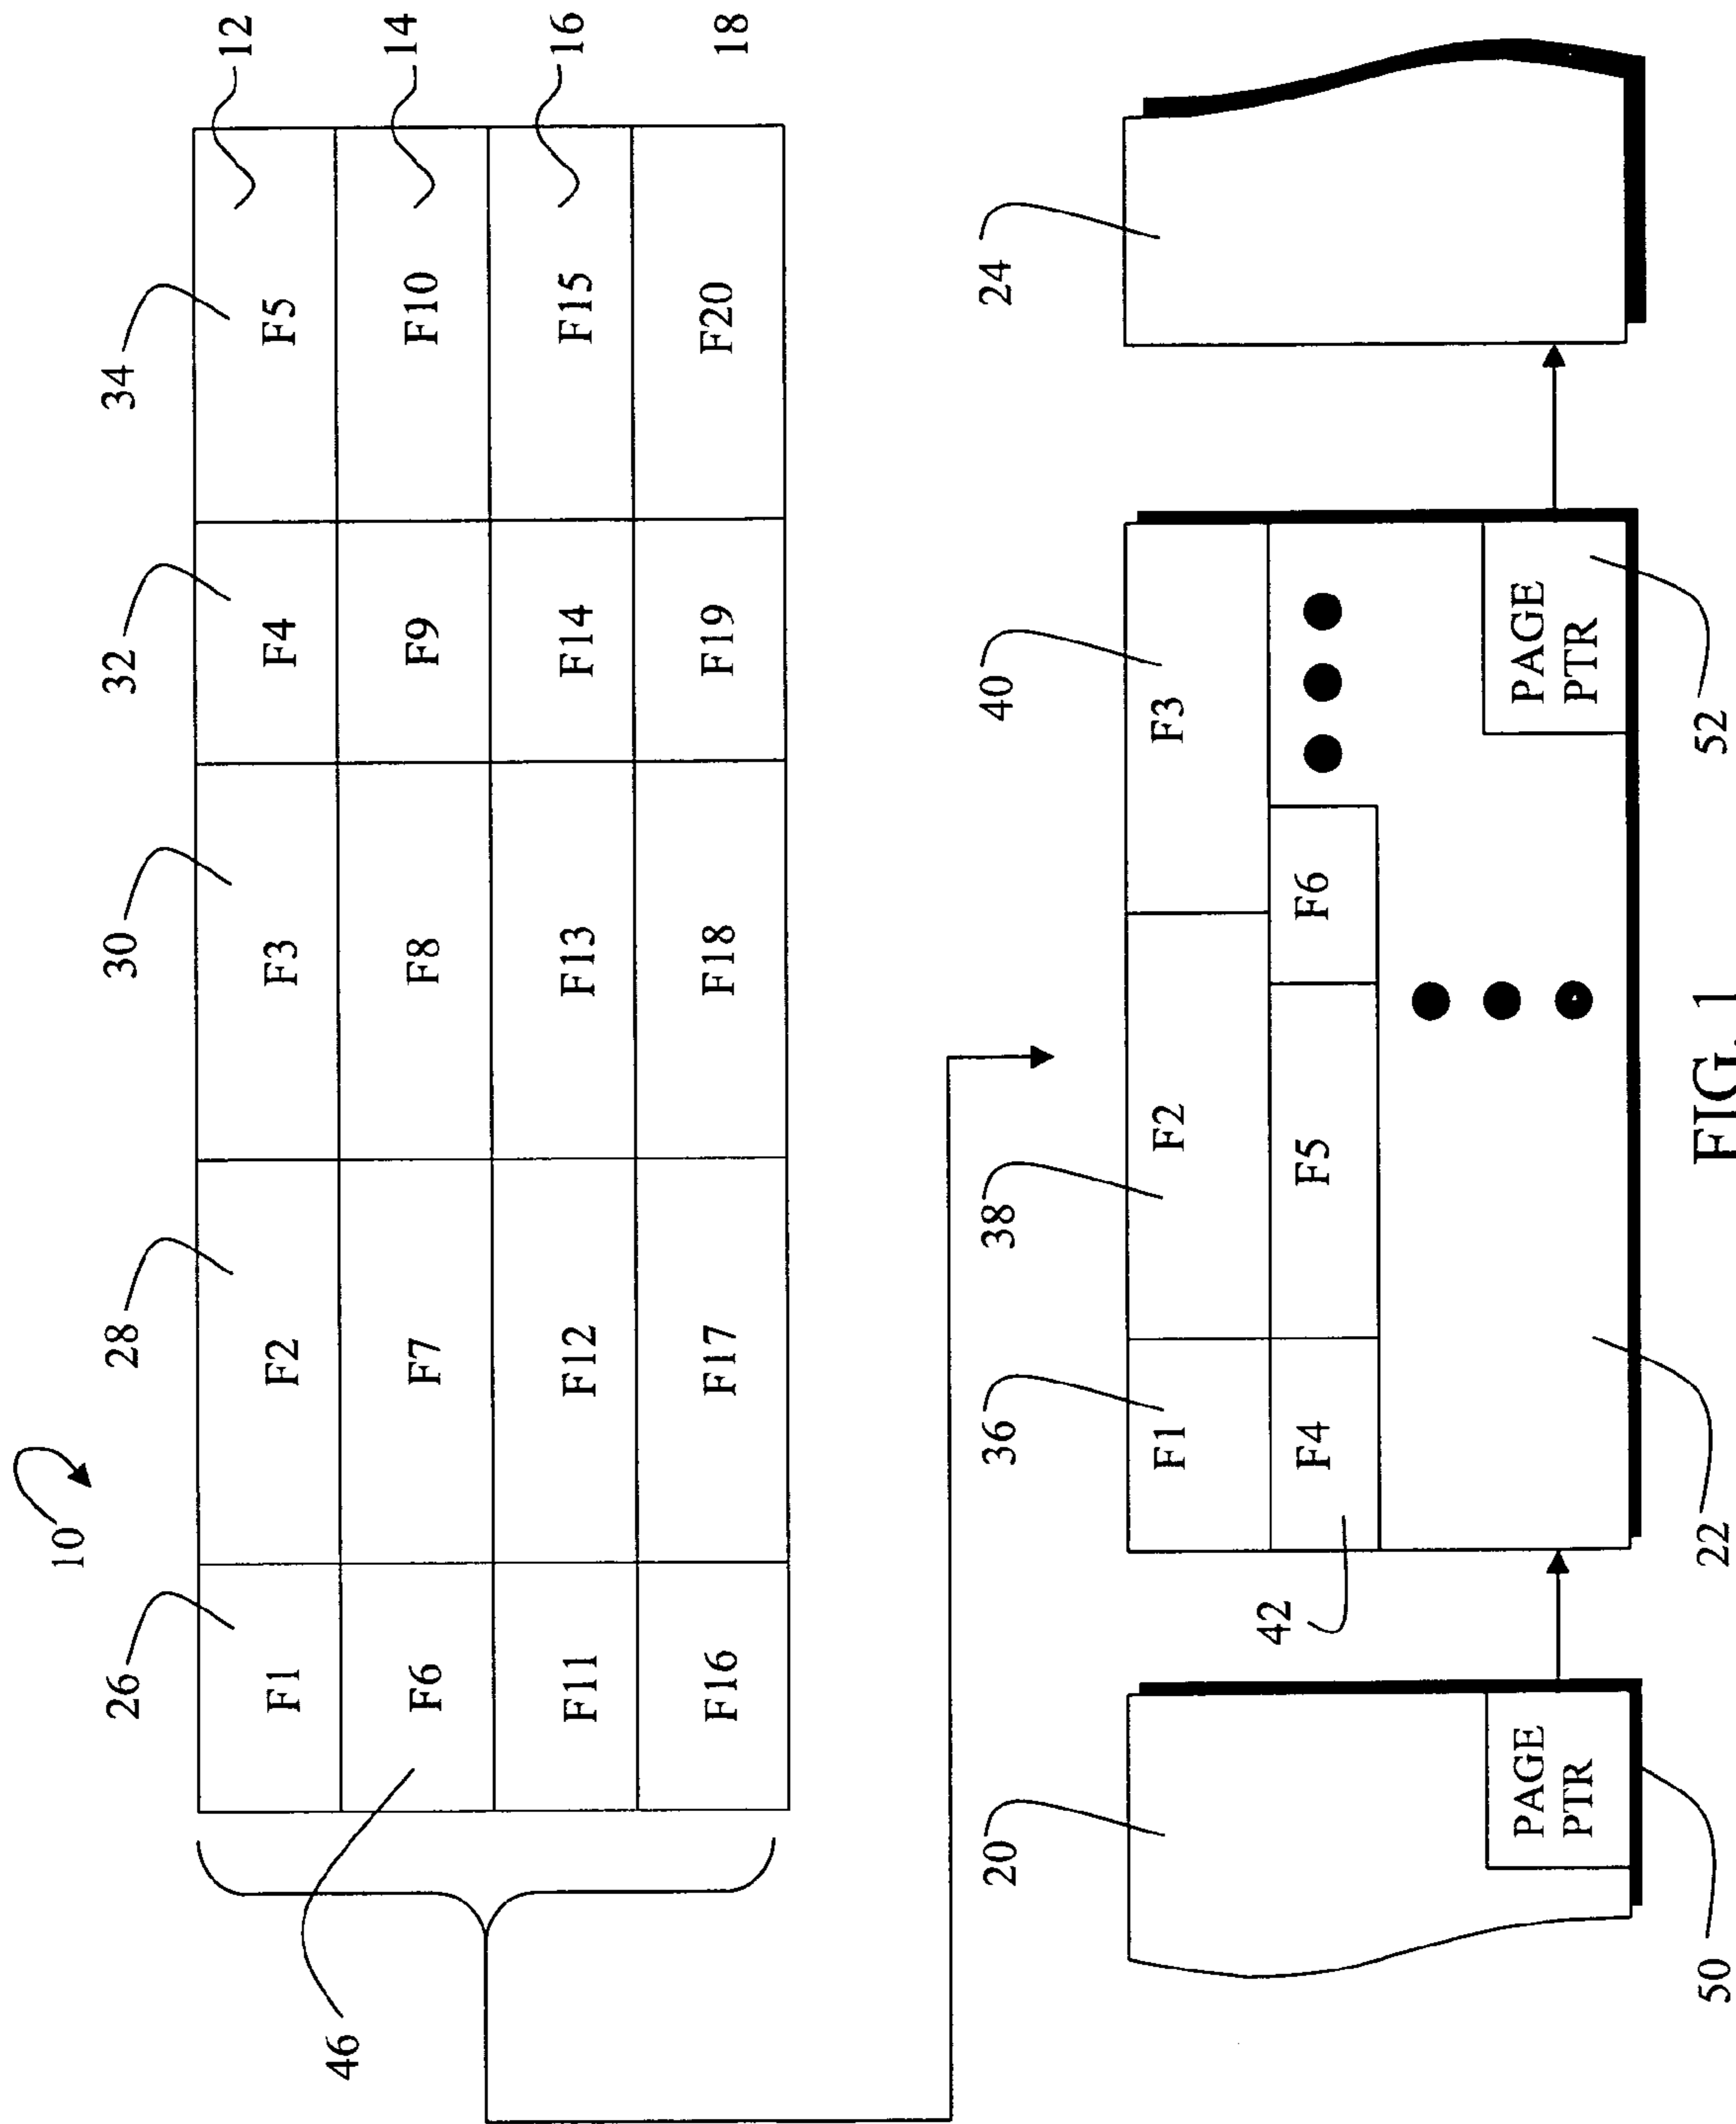 10
26 28 30 32 34
F1 F2 F3 F4 F5 12
F6 F7 F8 F9 F10 14
F11 F12 F13 F14 F15 16
F16 F17 F18 F19 F20 18
46
20 36 38 40 24
F1 F2 F3
42 F4 F5 F6
PAGE
PTR
PAGE
PTR
50 22 52
FIG. 1